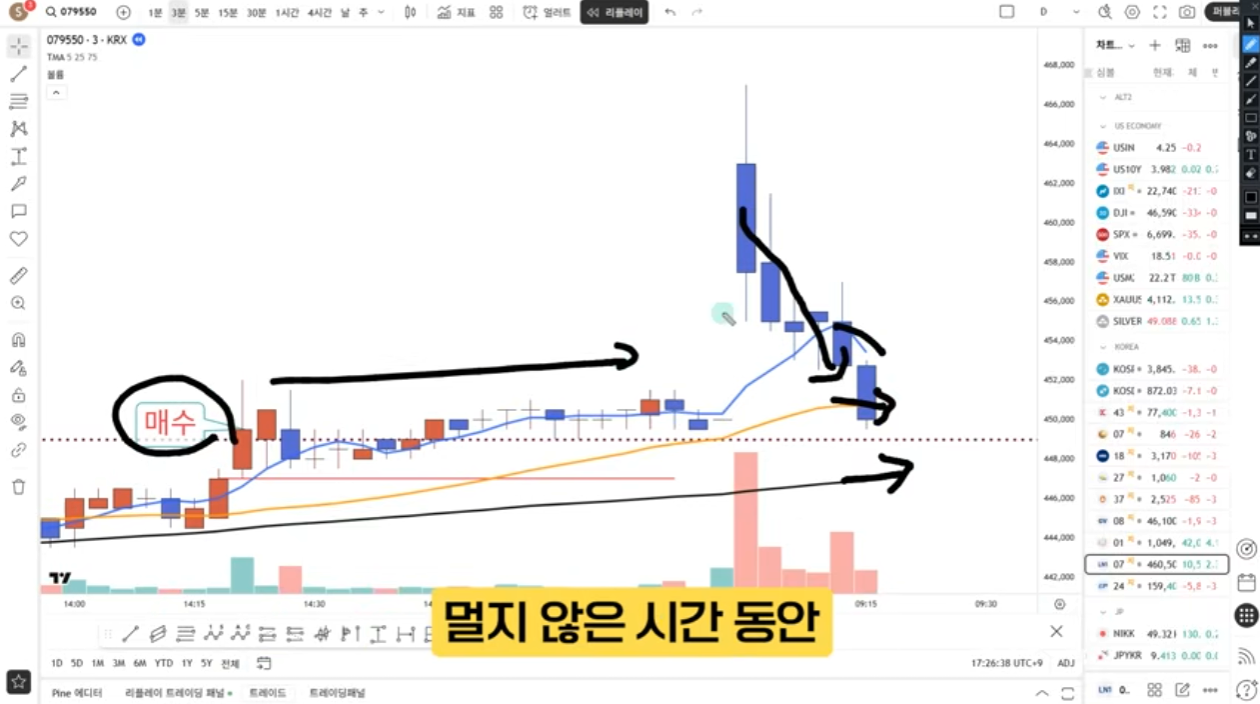 079550
1분 3분 5분 15분 30분 1시간 4시간 날 주
지표
얼러트
리플레이
D
079550 · 3 · KRX
TMA 5 25 75
볼륨
매수
468,000
466,000
464,000
462,000
460,000
458,000
456,000
454,000
452,000
450,000
448,000
446,000
444,000
442,000
14:00 14:15 14:30 09:15 09:30
멀지 않은 시간 동안
1D 5D 1M 3M 6M YTD 1Y 5Y 전체
17:26:38 UTC+9 ADJ
Pine 에디터 리플레이 트레이딩 패널 트레이드 트레이딩패널
차트...
심볼 현재 체
ALT2
US ECONOMY
USIN 4.25 -0.2
US10Y 3.982 0.02 0.
IXJ 22,740
DJI 46,590 -33
SPX 6,699. -35. -0
VIX 18.51 -0.0 -0
USM 22.2T 80B 0.
XAUUS 4,112. 13.5 0.
SILVER 49.088 0.65 1.
KOREA
KOSI 3,845. -38. -0
KOSI 872.03 -7.1 -0
43 77,400 -1,3 -1
07 846 -26 -2
18 3,170 -10 -3
27 1,060 -2 -0
37 2,525 -85 -3
08 46,100 -1,9 -3
01 1,049, 42,0 4.
07 460,50 10,5 2.
24 159,40 -5,8 -3
JP
NIKK 49,321 130. 0.
JPYKR 9.413 0.00 0.0